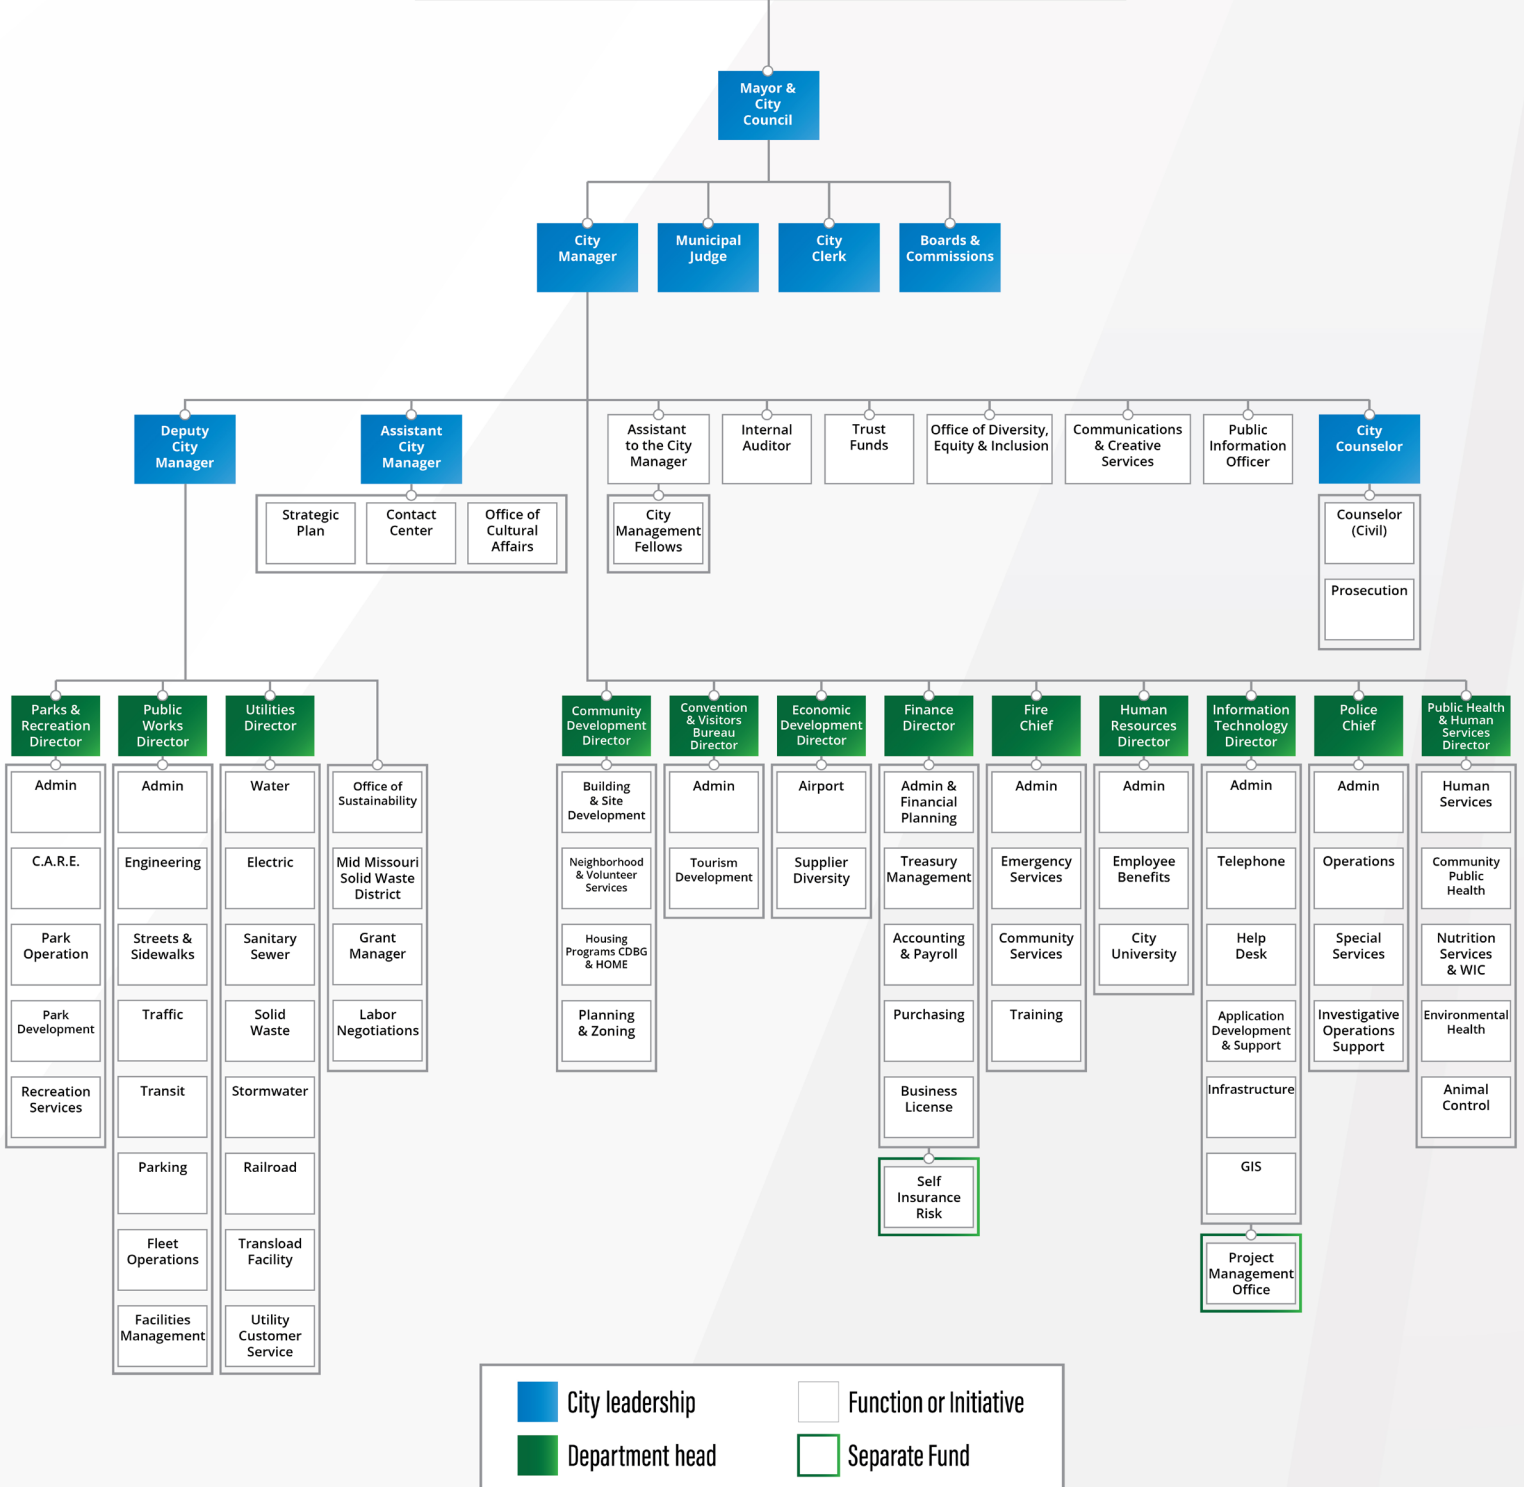 Mayor &
City
Council
City
Manager
Municipal
Judge
City
Clerk
Boards &
Commissions
Deputy
City
Manager
Assistant
City
Manager
Assistant
to the City
Manager
Internal
Auditor
Trust
Funds
Office of Diversity,
Equity & Inclusion
Communications
& Creative
Services
Public
Information
Officer
City
Counselor
Strategic
Plan
Contact
Center
Office of
Cultural
Affairs
City
Management
Fellows
Counselor
(Civil)
Prosecution
Parks &
Recreation
Director
Admin
C.A.R.E.
Park
Operation
Park
Development
Recreation
Services
Public
Works
Director
Admin
Engineering
Streets &
Sidewalks
Traffic
Transit
Parking
Fleet
Operations
Facilities
Management
Utilities
Director
Water
Electric
Sanitary
Sewer
Solid
Waste
Stormwater
Railroad
Transload
Facility
Utility
Customer
Service
Office of
Sustainability
Mid Missouri
Solid Waste
District
Grant
Manager
Labor
Negotiations
Community
Development
Director
Building
& Site
Development
Neighborhood
& Volunteer
Services
Housing
Programs CDBG
& HOME
Planning
& Zoning
Convention
& Visitors
Bureau
Director
Admin
Tourism
Development
Economic
Development
Director
Airport
Supplier
Diversity
Finance
Director
Admin &
Financial
Planning
Treasury
Management
Accounting
& Payroll
Purchasing
Business
License
Self
Insurance
Risk
Fire
Chief
Admin
Emergency
Services
Community
Services
Training
Human
Resources
Director
Admin
Employee
Benefits
City
University
Information
Technology
Director
Admin
Telephone
Help
Desk
Application
Development
& Support
Infrastructure
GIS
Project
Management
Office
Police
Chief
Admin
Operations
Special
Services
Investigative
Operations
Support
Public Health
& Human
Services
Director
Human
Services
Community
Public
Health
Nutrition
Services
& WIC
Environmental
Health
Animal
Control
City leadership
Function or Initiative
Department head
Separate Fund